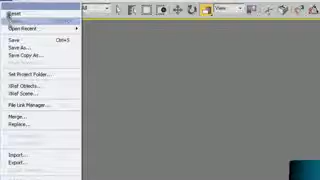 Reset
View
Open Recent
Save Ctrl+S
Save As...
Save Copy As...
Set Project Folder...
XRef Objects...
XRef Scene...
File Link Manager...
Merge...
Replace...
Import...
Export...